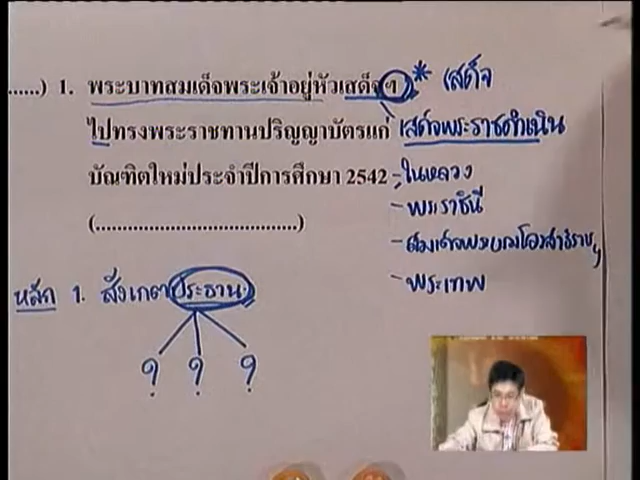 ......) 1. พระบาทสมเด็จพระเจ้าอยู่หัวเสด็จฯ * เสด็จ
ไปทรงพระราชทานปริญญาบัตรแก่ เสด็จพระราชดำเนิน
บัณฑิตใหม่ประจำปีการศึกษา 2542 - ในหลวง
(....................................) - พระราชินี
- สมเด็จพระบรมโอรสาธิราชฯ
หลัก 1. สังเกตประธาน - พระเทพ
? ? ?